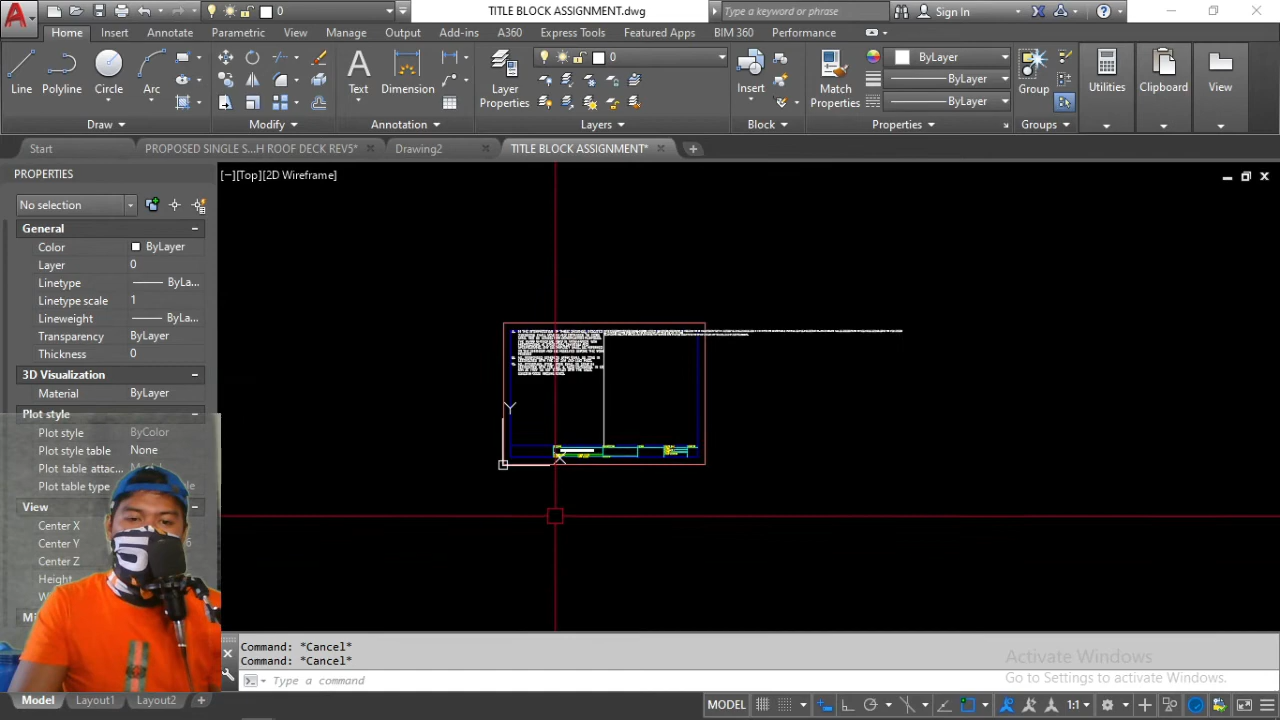 0
TITLE BLOCK ASSIGNMENT.dwg
Type a keyword or phrase
Sign In
Home
Insert
Annotate
Parametric
View
Manage
Output
Add-ins
A360
Express Tools
Featured Apps
BIM 360
Performance
Line
Polyline
Circle
Arc
Text
Dimension
Layer
Properties
0
Insert
Match
Properties
ByLayer
ByLayer
ByLayer
Group
Utilities
Clipboard
View
Draw
Modify
Annotation
Layers
Block
Properties
Groups
Start
PROPOSED SINGLE S...H ROOF DECK REV5*
Drawing2
TITLE BLOCK ASSIGNMENT*
PROPERTIES
[−][Top][2D Wireframe]
No selection
General
Color ByLayer
Layer 0
Linetype ByLa...
Linetype scale 1
Lineweight ByLa...
Transparency ByLayer
Thickness 0
3D Visualization
Material ByLayer
Plot style
Plot style ByColor
Plot style table None
Plot table attac...
Plot table type
View
Center X
Center Y
Center Z
Height
Y
X
Command: *Cancel*
Command: *Cancel*
Type a command
Activate Windows
Go to Settings to activate Windows.
Model
Layout1
Layout2
MODEL
1:1